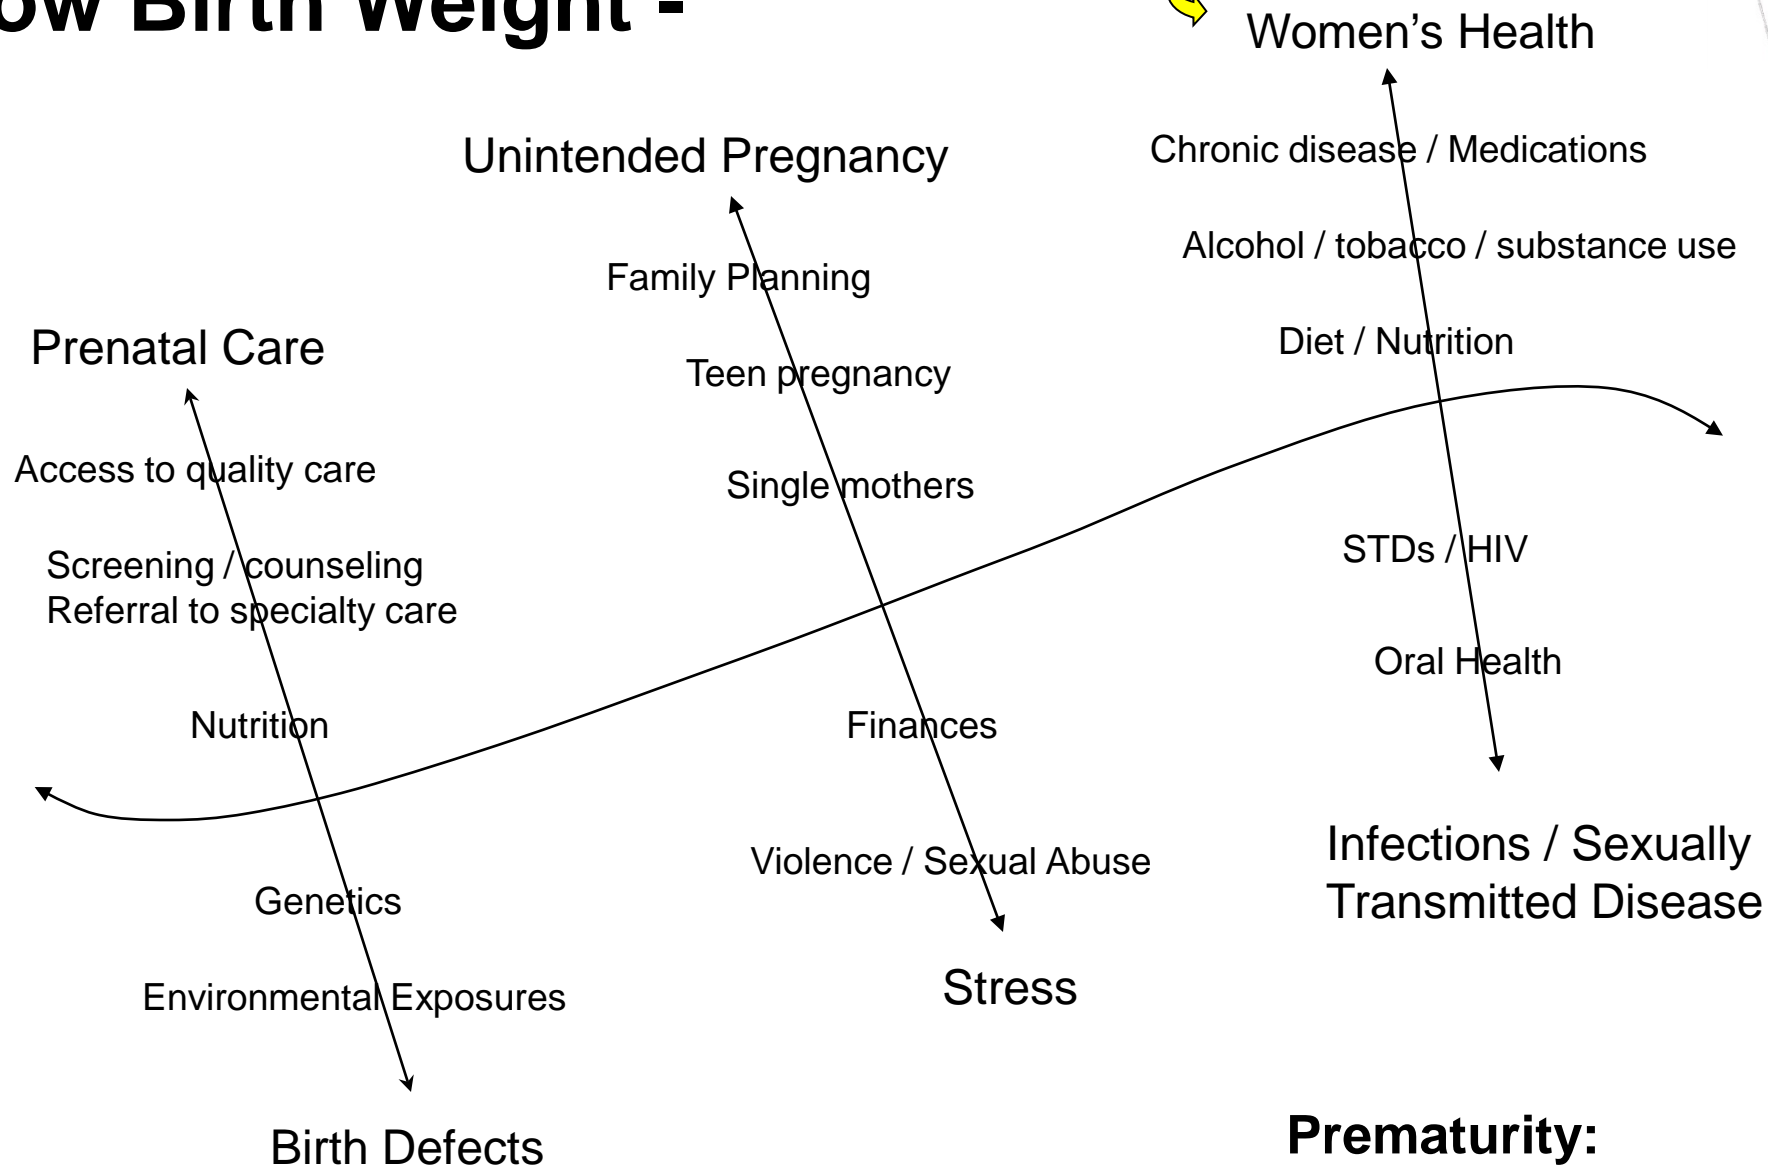 ow Birth Weight -
Women’s Health
Chronic disease / Medications
Alcohol / tobacco / substance use
Diet / Nutrition
Unintended Pregnancy
Family Planning
Teen pregnancy
Single mothers
Prenatal Care
Access to quality care
Screening / counseling
Referral to specialty care
Nutrition
Genetics
Environmental Exposures
Birth Defects
Finances
Violence / Sexual Abuse
Stress
STDs / HIV
Oral Health
Infections / Sexually
Transmitted Disease
Prematurity: